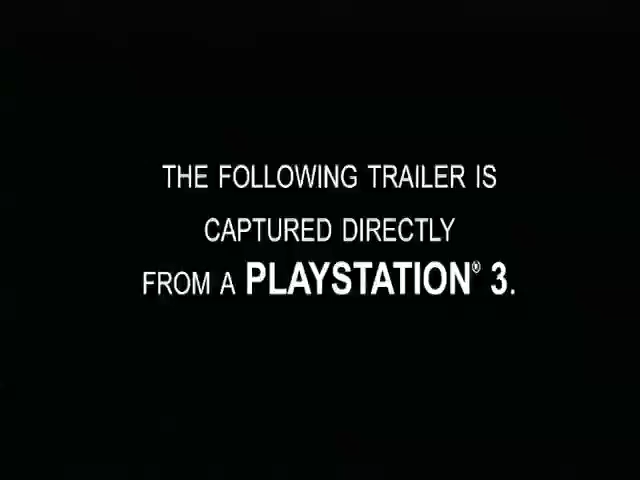 THE FOLLOWING TRAILER IS
CAPTURED DIRECTLY
FROM A PLAYSTATION® 3.